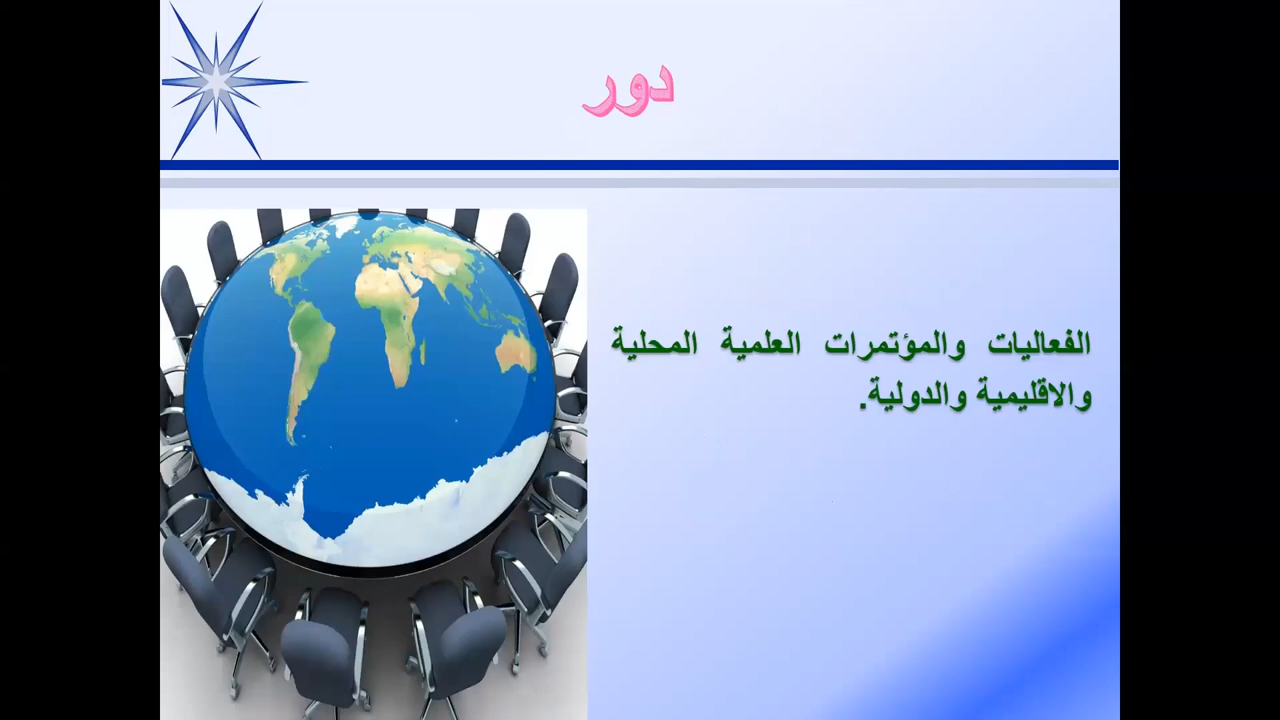 دور
الفعاليات والمؤتمرات العلمية المحلية
والاقليمية والدولية.